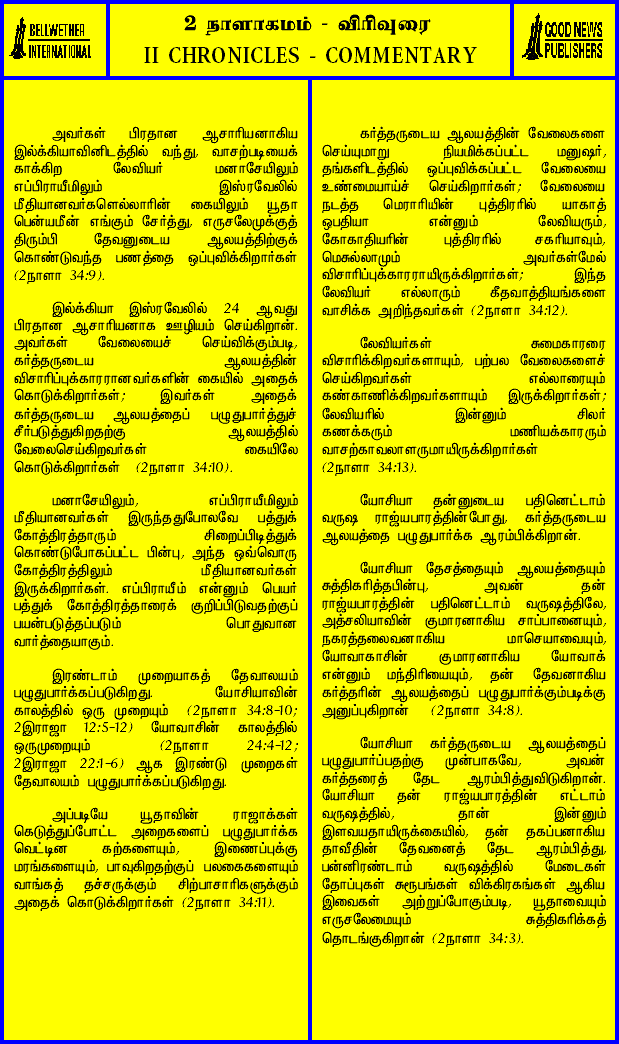 BELLWETHER
INTERNATIONAL
2 நாளாகமம் - விரிவுரை
II CHRONICLES - COMMENTARY
GOOD NEWS
PUBLISHERS
அவர்கள் பிரதான ஆசாரியனாகிய
இல்க்கியாவினிடத்தில் வந்து, வாசற்படியைக்
காக்கிற லேவியர் மனாசேயிலும்
எப்பிராயீமிலும் இஸ்ரவேலில்
மீதியானவர்களெல்லாரின் கையிலும் யூதா
பென்யமீன் எங்கும் சேர்த்து, எருசலேமுக்குத்
திரும்பி தேவனுடைய ஆலயத்திற்குக்
கொண்டுவந்த பணத்தை ஒப்புவிக்கிறார்கள்
(2நாளா 34:9).
இல்க்கியா இஸ்ரவேலில் 24 ஆவது
பிரதான ஆசாரியனாக ஊழியம் செய்கிறான்.
அவர்கள் வேலையைச் செய்விக்கும்படி,
கர்த்தருடைய ஆலயத்தின்
விசாரிப்புக்காரரானவர்களின் கையில் அதைக்
கொடுக்கிறார்கள்; இவர்கள் அதைக்
கர்த்தருடைய ஆலயத்தைப் பழுதுபார்த்துச்
சீர்படுத்துகிறதற்கு ஆலயத்தில்
வேலைசெய்கிறவர்கள் கையிலே
கொடுக்கிறார்கள் (2நாளா 34:10).
மனாசேயிலும், எப்பிராயீமிலும்
மீதியானவர்கள் இருந்ததுபோலவே பத்துக்
கோத்திரத்தாரும் சிறைப்பிடித்துக்
கொண்டுபோகப்பட்ட பின்பு, அந்த ஒவ்வொரு
கோத்திரத்திலும் மீதியானவர்கள்
இருக்கிறார்கள். எப்பிராயீம் என்னும் பெயர்
பத்துக் கோத்திரத்தாரைக் குறிப்பிடுவதற்குப்
பயன்படுத்தப்படும் பொதுவான
வார்த்தையாகும்.
இரண்டாம் முறையாகத் தேவாலயம்
பழுதுபார்க்கப்படுகிறது. யோசியாவின்
காலத்தில் ஒரு முறையும் (2நாளா 34:8-10;
2இராஜா 12:5-12) யோவாசின் காலத்தில்
ஒருமுறையும் (2நாளா 24:4-12;
2இராஜா 22:1-6) ஆக இரண்டு முறைகள்
தேவாலயம் பழுதுபார்க்கப்படுகிறது.
அப்படியே யூதாவின் ராஜாக்கள்
கெடுத்துப்போட்ட அறைகளைப் பழுதுபார்க்க
வெட்டின கற்களையும், இணைப்புக்கு
மரங்களையும், பாவுகிறதற்குப் பலகைகளையும்
வாங்கத் தச்சருக்கும் சிற்பாசாரிகளுக்கும்
அதைக் கொடுக்கிறார்கள் (2நாளா 34:11).
கர்த்தருடைய ஆலயத்தின் வேலைகளை
செய்யுமாறு நியமிக்கப்பட்ட மனுஷர்,
தங்களிடத்தில் ஒப்புவிக்கப்பட்ட வேலையை
உண்மையாய்ச் செய்கிறார்கள்; வேலையை
நடத்த மெராரியின் புத்திரரில் யாகாத்
ஒபதியா என்னும் லேவியரும்,
கோகாதியரின் புத்திரரில் சகரியாவும்,
மெசுல்லாமும் அவர்கள்மேல்
விசாரிப்புக்காரராயிருக்கிறார்கள்; இந்த
லேவியர் எல்லாரும் கீதவாத்தியங்களை
வாசிக்க அறிந்தவர்கள் (2நாளா 34:12).
லேவியர்கள் சுமைகாரரை
விசாரிக்கிறவர்களாயும், பற்பல வேலைகளைச்
செய்கிறவர்கள் எல்லாரையும்
கண்காணிக்கிறவர்களாயும் இருக்கிறார்கள்;
லேவியரில் இன்னும் சிலர்
கணக்கரும் மணியக்காரரும்
வாசற்காவலாளருமாயிருக்கிறார்கள்
(2நாளா 34:13).
யோசியா தன்னுடைய பதினெட்டாம்
வருஷ ராஜ்யபாரத்தின்போது, கர்த்தருடைய
ஆலயத்தை பழுதுபார்க்க ஆரம்பிக்கிறான்.
யோசியா தேசத்தையும் ஆலயத்தையும்
சுத்திகரித்தபின்பு, அவன் தன்
ராஜ்யபாரத்தின் பதினெட்டாம் வருஷத்திலே,
அத்சலியாவின் குமாரனாகிய சாப்பானையும்,
நகரத்தலைவனாகிய மாசெயாவையும்,
யோவாகாசின் குமாரனாகிய யோவாக்
என்னும் மந்திரியையும், தன் தேவனாகிய
கர்த்தரின் ஆலயத்தைப் பழுதுபார்க்கும்படிக்கு
அனுப்புகிறான் (2நாளா 34:8).
யோசியா கர்த்தருடைய ஆலயத்தைப்
பழுதுபார்ப்பதற்கு முன்பாகவே, அவன்
கர்த்தரைத் தேட ஆரம்பித்துவிடுகிறான்.
யோசியா தன் ராஜ்யபாரத்தின் எட்டாம்
வருஷத்தில், தான் இன்னும்
இளவயதாயிருக்கையில், தன் தகப்பனாகிய
தாவீதின் தேவனைத் தேட ஆரம்பித்து,
பன்னிரண்டாம் வருஷத்தில் மேடைகள்
தோப்புகள் சுரூபங்கள் விக்கிரகங்கள் ஆகிய
இவைகள் அற்றுப்போகும்படி, யூதாவையும்
எருசலேமையும் சுத்திகரிக்கத்
தொடங்குகிறான் (2நாளா 34:3).